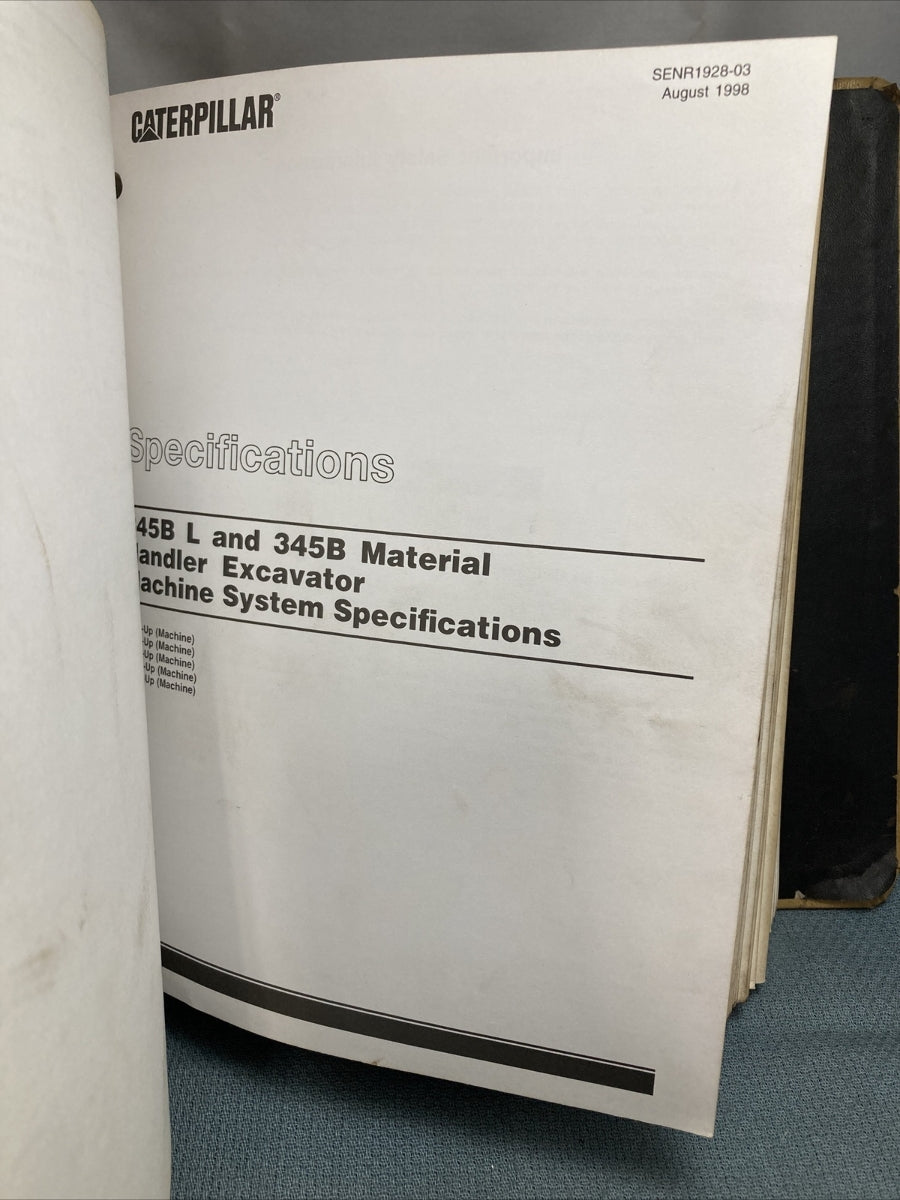 CATERPILLAR®
SENR1928-03
August 1998
Specifications
45B L and 345B Material
andler Excavator
achine System Specifications
-Up (Machine)
-Up (Machine)
-Up (Machine)
-Up (Machine)
-Up (Machine)